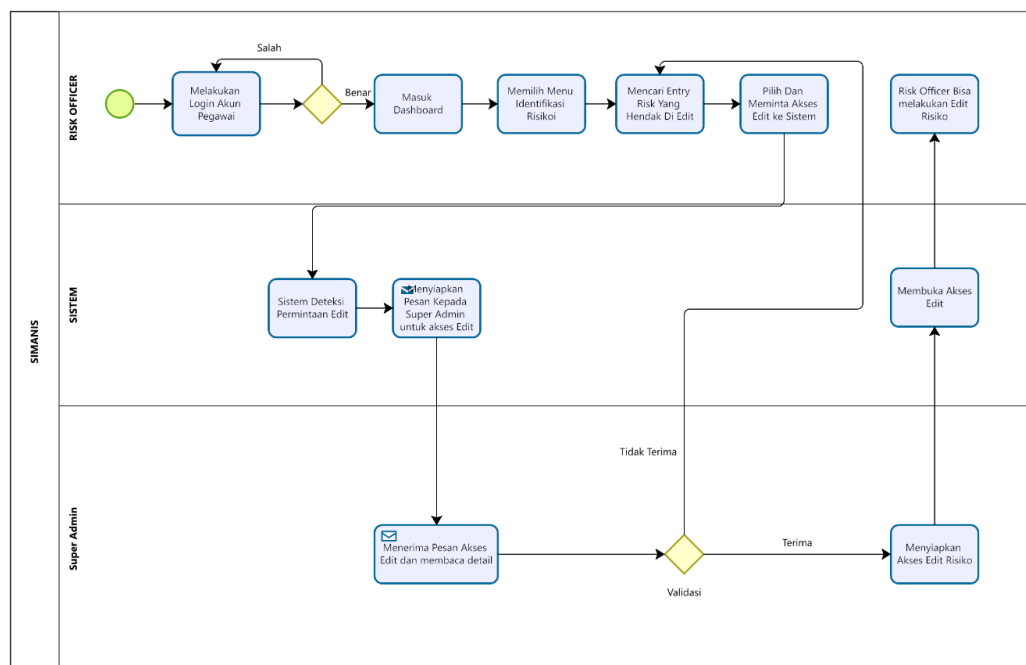 SIMANIS
RISK OFFICER
Salah
Melakukan
Login Akun
Pegawai
Benar
Masuk
Dashboard
Memilih Menu
Identifikasi
Risikoi
Mencari Entry
Risk Yang
Hendak Di Edit
Pilih Dan
Meminta Akses
Edit ke Sistem
Risk Officer Bisa
melakukan Edit
Risiko
SISTEM
Sistem Deteksi
Permintaan Edit
Menyiapkan
Pesan Kepada
Super Admin
untuk akses Edit
Membuka Akses
Edit
Super Admin
Tidak Terima
Menerima Pesan Akses
Edit dan membaca detail
Validasi
Terima
Menyiapkan
Akses Edit Risiko